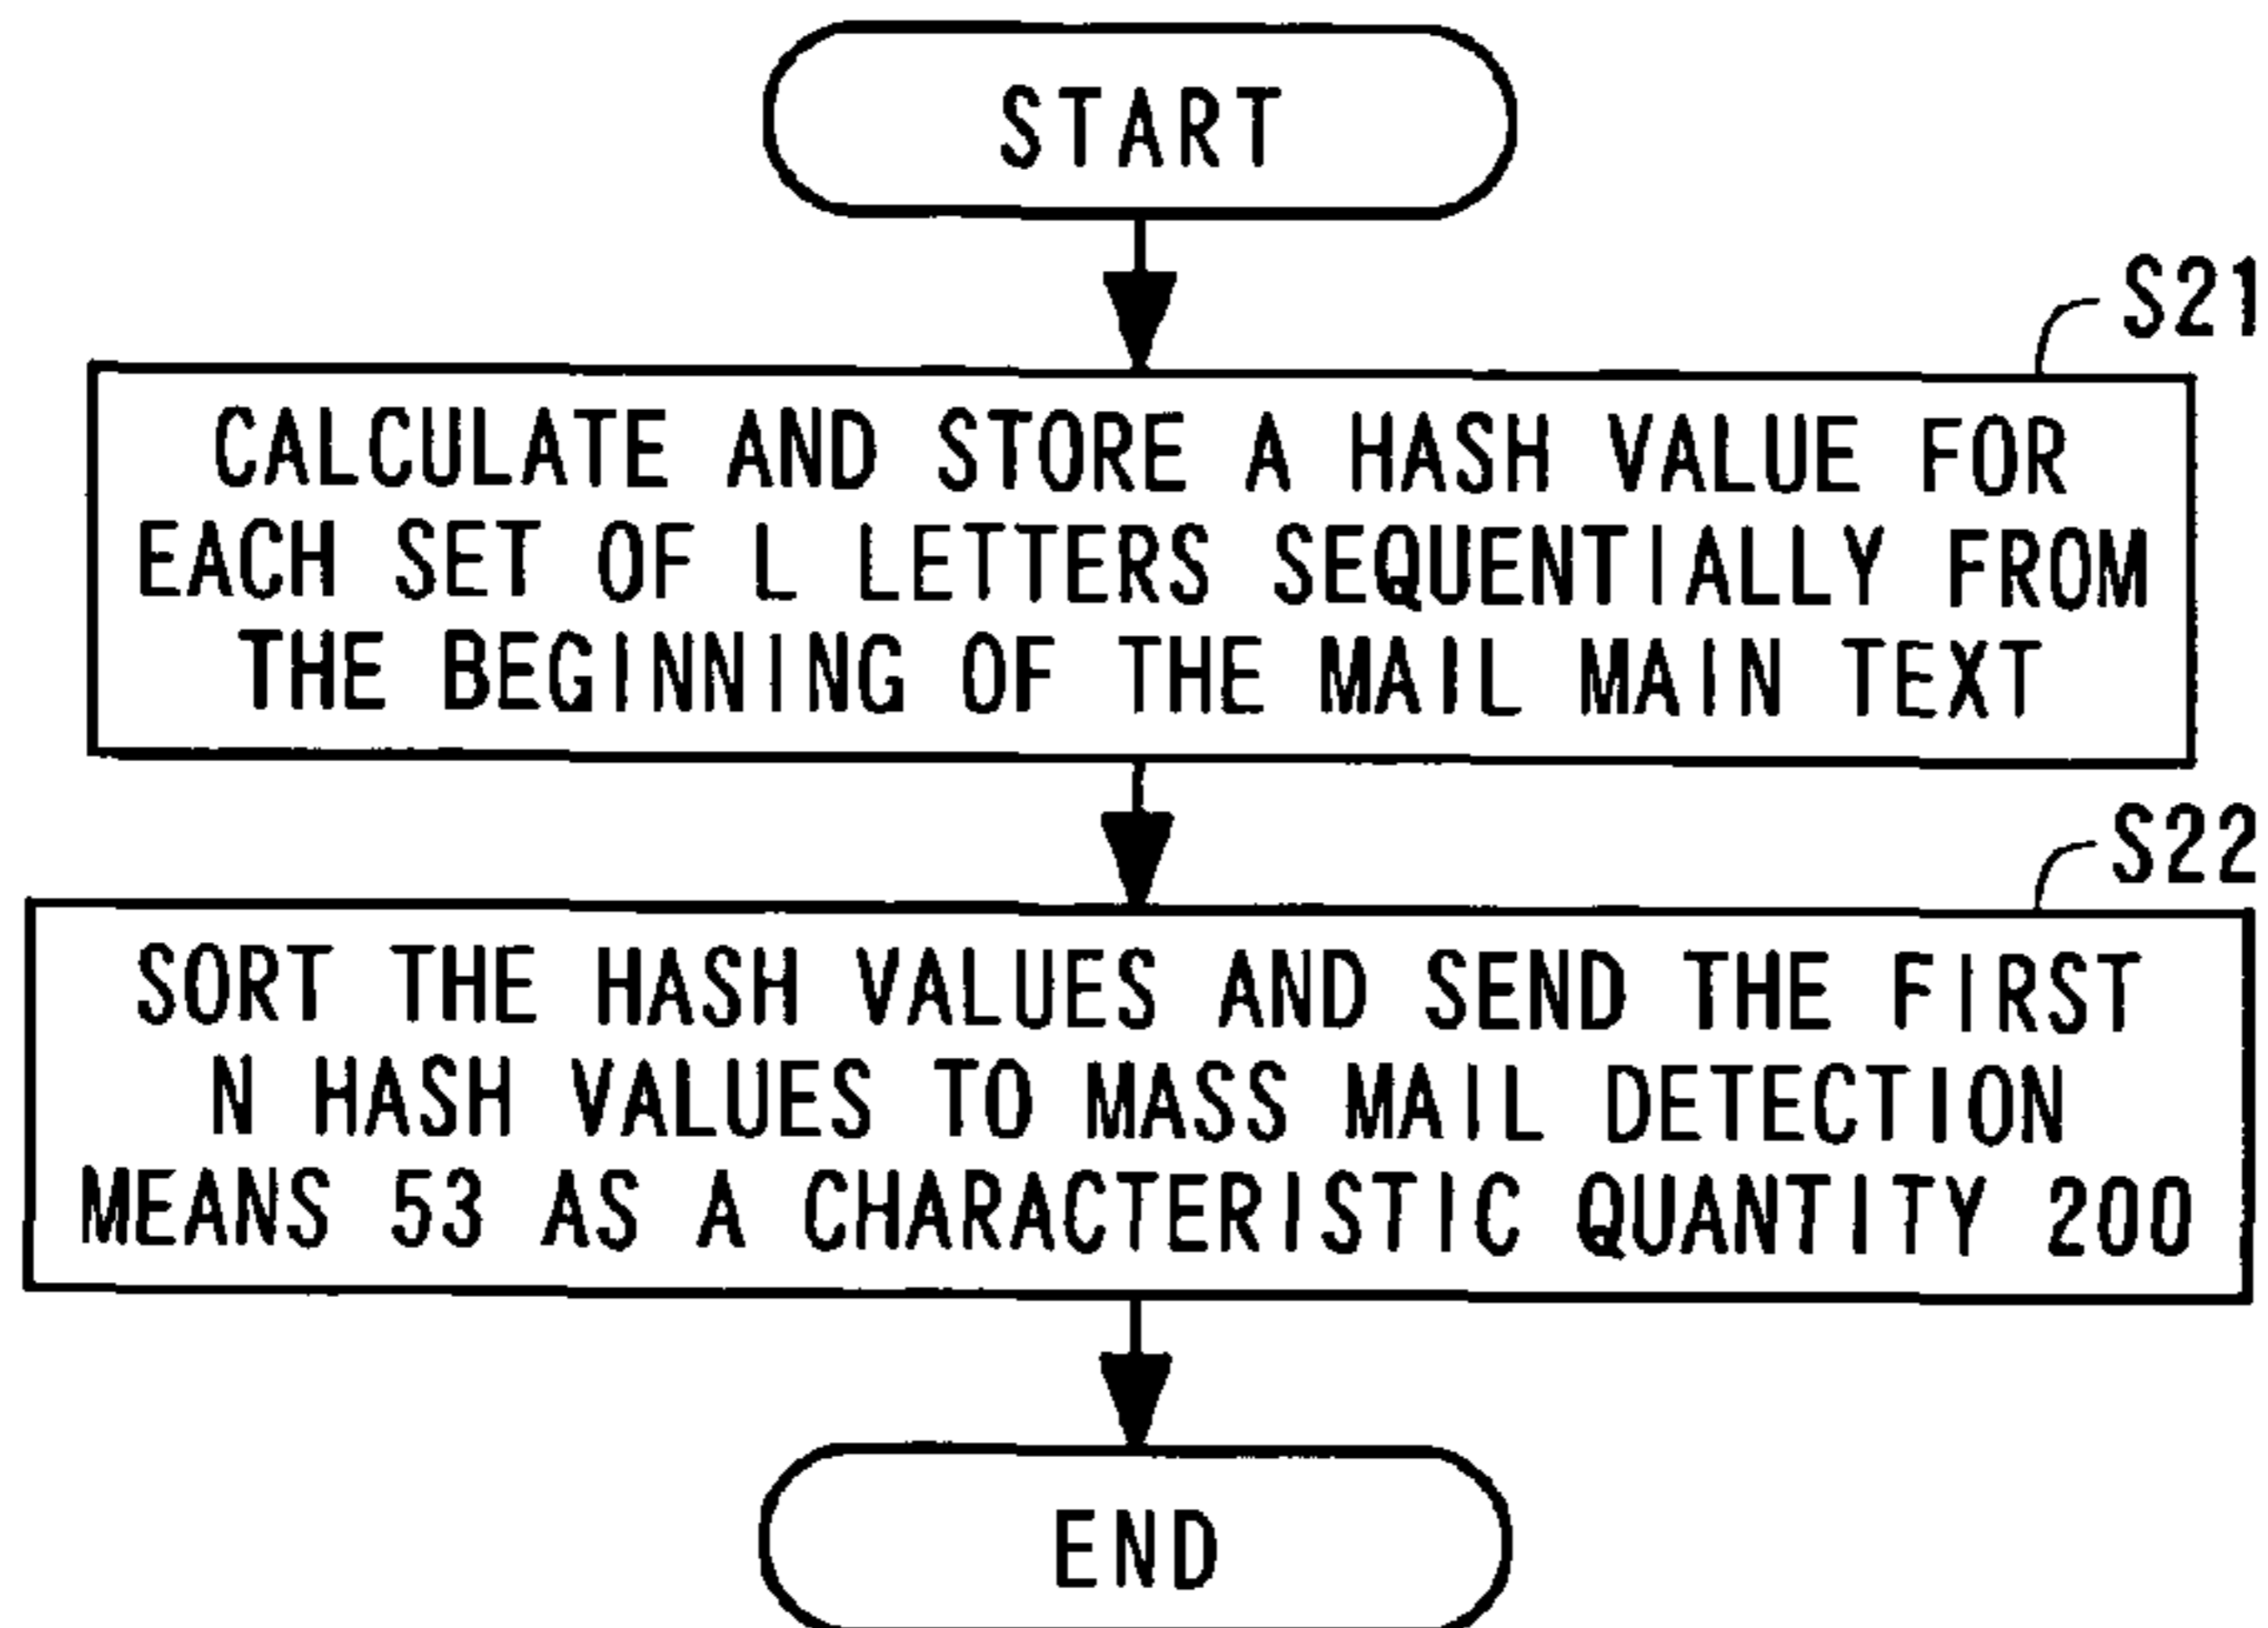 START
S21
CALCULATE AND STORE A HASH VALUE FOR
EACH SET OF L LETTERS SEQUENTIALLY FROM
THE BEGINNING OF THE MAIL MAIN TEXT
S22
SORT THE HASH VALUES AND SEND THE FIRST
N HASH VALUES TO MASS MAIL DETECTION
MEANS 53 AS A CHARACTERISTIC QUANTITY 200
END